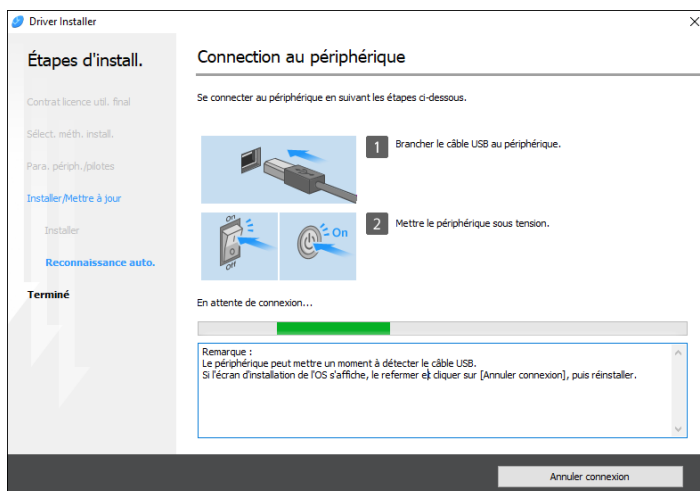 Driver Installer
Étapes d'install.
Contrat licence util. final
Sélect. méth. install.
Para. périph./pilotes
Installer/Mettre à jour
Installer
Reconnaissance auto.
Terminé
Connection au périphérique
Se connecter au périphérique en suivant les étapes ci-dessous.
1 Brancher le câble USB au périphérique.
On
Off
On
2 Mettre le périphérique sous tension.
En attente de connexion...
Remarque :
Le périphérique peut mettre un moment à détecter le câble USB.
Si l'écran d'installation de l'OS s'affiche, le refermer et cliquer sur [Annuler connexion], puis réinstaller.
Annuler connexion